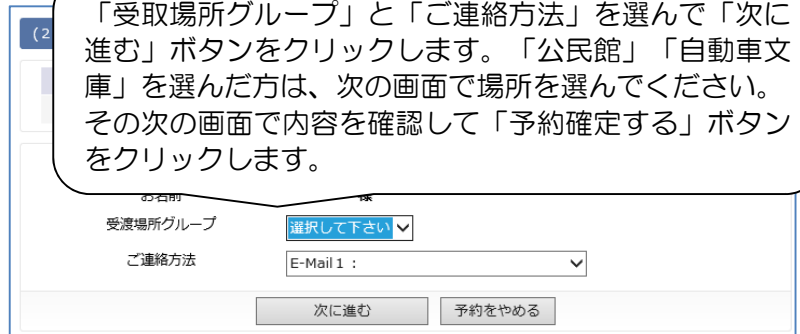 「受取場所グループ」と「ご連絡方法」を選んで「次に
進む」ボタンをクリックします。「公民館」「自動車文
庫」を選んだ方は、次の画面で場所を選んでください。
その次の画面で内容を確認して「予約確定する」ボタン
をクリックします。
(2
お名前 様
受渡場所グループ 選択して下さい
ご連絡方法 E-Mail 1 :
次に進む 予約をやめる